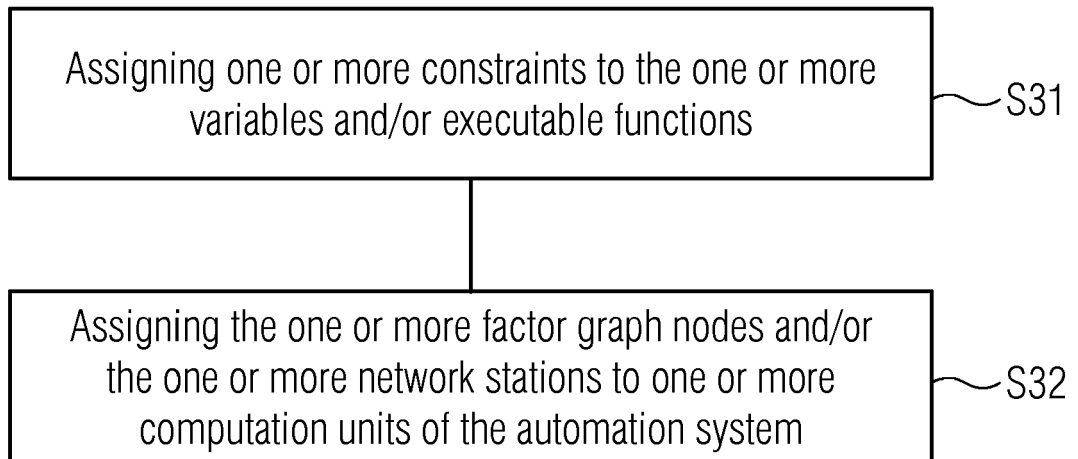 Assigning one or more constraints to the one or more
variables and/or executable functions
S31
Assigning the one or more factor graph nodes and/or
the one or more network stations to one or more
computation units of the automation system
S32